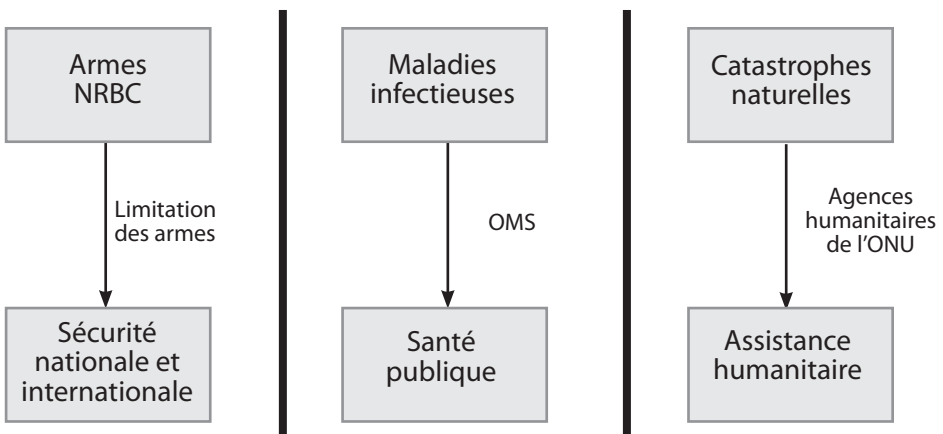 Armes
NRBC
Limitation
des armes
Sécurité
nationale et
internationale
Maladies
infectieuses
OMS
Santé
publique
Catastrophes
naturelles
Agences
humanitaires
de l'ONU
Assistance
humanitaire